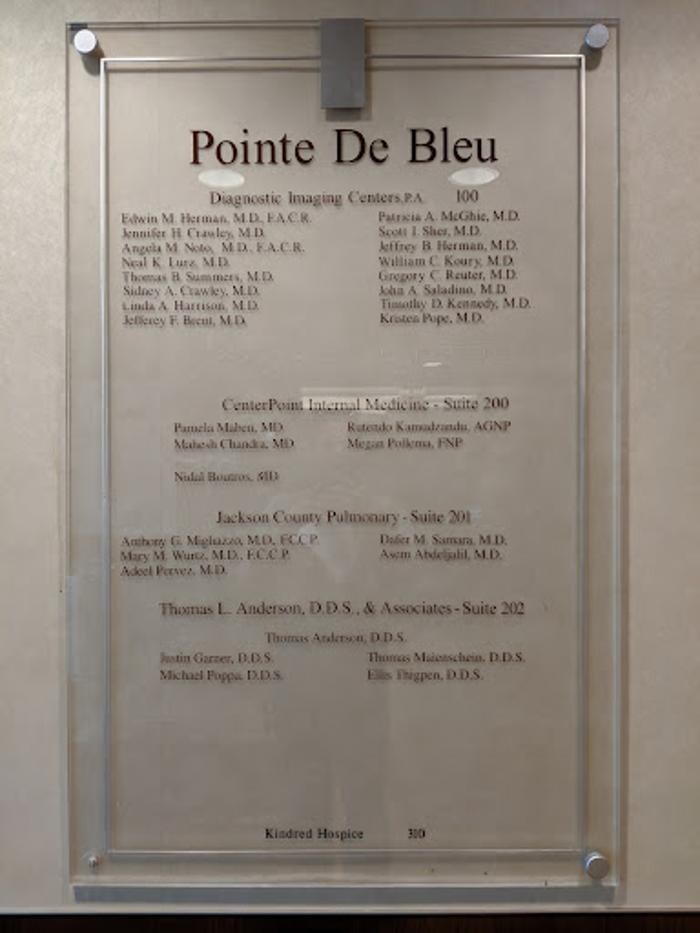 Pointe De Bleu
Diagnostic Imaging Centers, P.A. 100
Edwin M. Herman, M.D., F.A.C.R.
Jennifer H. Crawley, M.D.
Angela M. Noto, M.D., F.A.C.R.
Neal K. Lurz, M.D.
Thomas B. Summers, M.D.
Sidney A. Crawley, M.D.
Linda A. Harrison, M.D.
Jefferey F. Brent, M.D.
Patricia A. McGhie, M.D.
Scott I. Sher, M.D.
Jeffrey B. Herman, M.D.
William C. Koury, M.D.
Gregory C. Reuter, M.D.
John A. Saladino, M.D.
Timothy D. Kennedy, M.D.
Kristen Pope, M.D.
CenterPoint Internal Medicine - Suite 200
Pamela Maben, MD
Mahesh Chandra, MD
Nidal Boutros, MD
Rutendo Kamudzandu, AGNP
Megan Pollema, FNP
Jackson County Pulmonary - Suite 201
Anthony G. Migliazzo, M.D., F.C.C.P.
Mary M. Wurtz, M.D., F.C.C.P.
Adeel Pervez, M.D.
Dafer M. Samara, M.D.
Asem Abdeljalil, M.D.
Thomas L. Anderson, D.D.S., & Associates - Suite 202
Thomas Anderson, D.D.S.
Justin Garner, D.D.S.
Michael Poppa, D.D.S.
Thomas Maienschein, D.D.S.
Ellis Thigpen, D.D.S.
Kindred Hospice 310